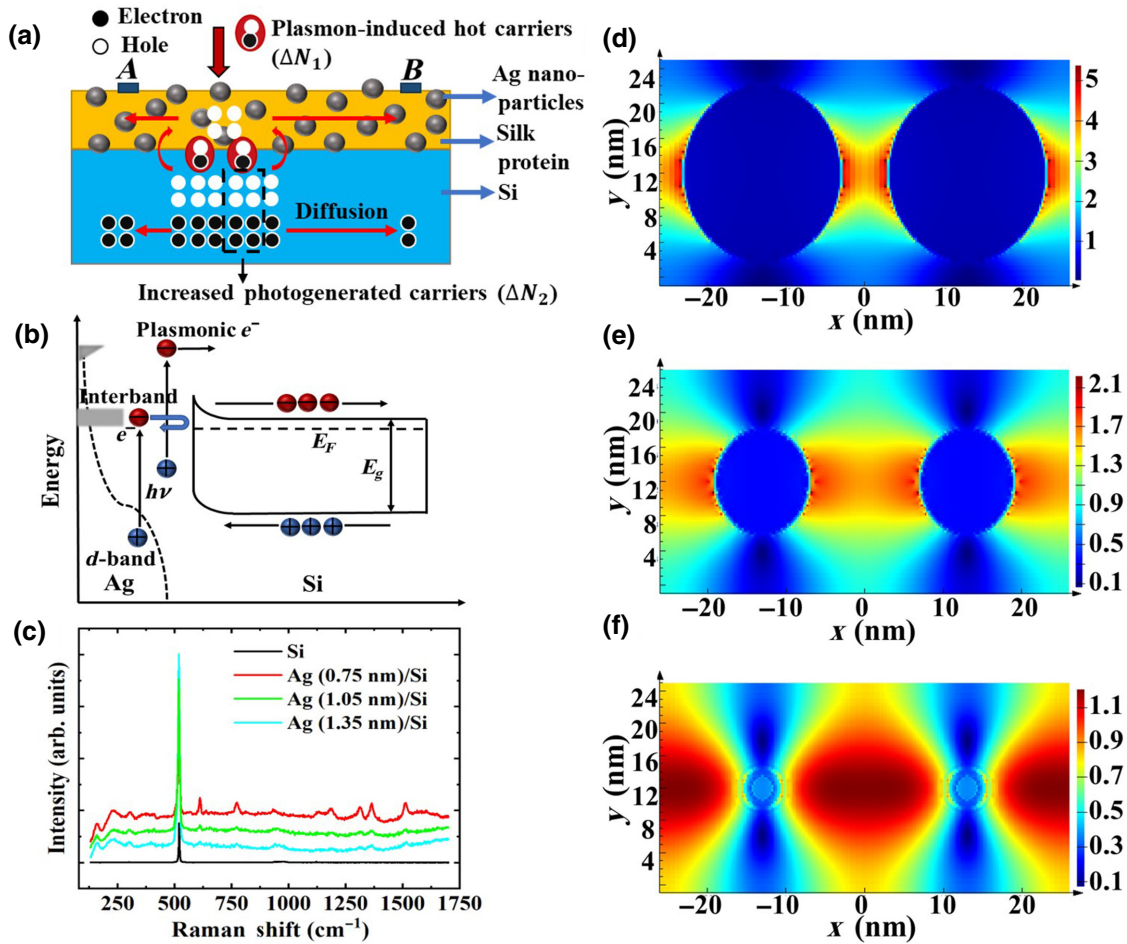 (a)
Electron
Hole
Plasmon-induced hot carriers
(ΔN₁)
A
B
Ag nano-
particles
Silk
protein
Si
Diffusion
Increased photogenerated carriers (ΔN₂)
(b)
Plasmonic e⁻
Interband
e⁻
hν
E_F
E_g
d-band
Ag
Si
Energy
(c)
Si
Ag (0.75 nm)/Si
Ag (1.05 nm)/Si
Ag (1.35 nm)/Si
Intensity (arb. units)
250 500 750 1000 1250 1500 1750
Raman shift (cm⁻¹)
(d)
24
20
16
12
8
4
y (nm)
−20 −10 0 10 20
x (nm)
5
4
3
2
1
(e)
24
20
16
12
8
4
y (nm)
−20 −10 0 10 20
x (nm)
2.1
1.7
1.3
0.9
0.5
0.1
(f)
24
20
16
12
8
4
y (nm)
−20 −10 0 10 20
x (nm)
1.1
0.9
0.7
0.5
0.3
0.1